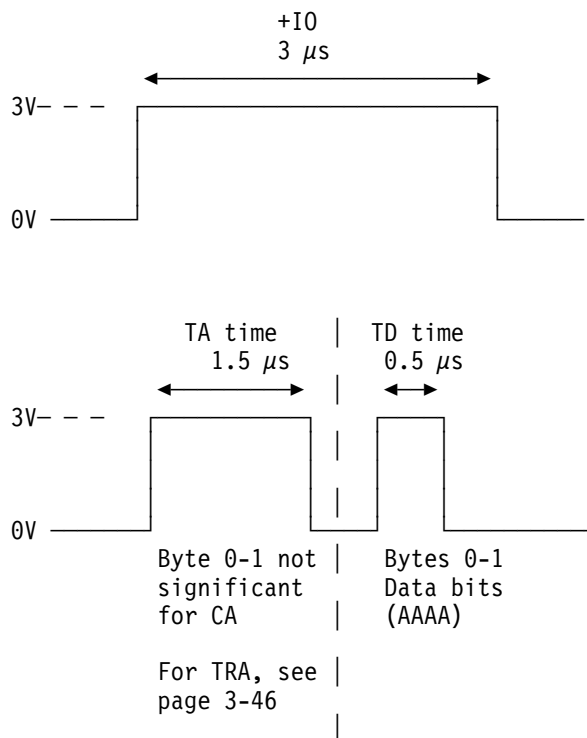 +IO
3 μs
3V
0V
TA time
1.5 μs
TD time
0.5 μs
3V
0V
Byte 0-1 not
significant
for CA
For TRA, see
page 3-46
Bytes 0-1
Data bits
(AAAA)